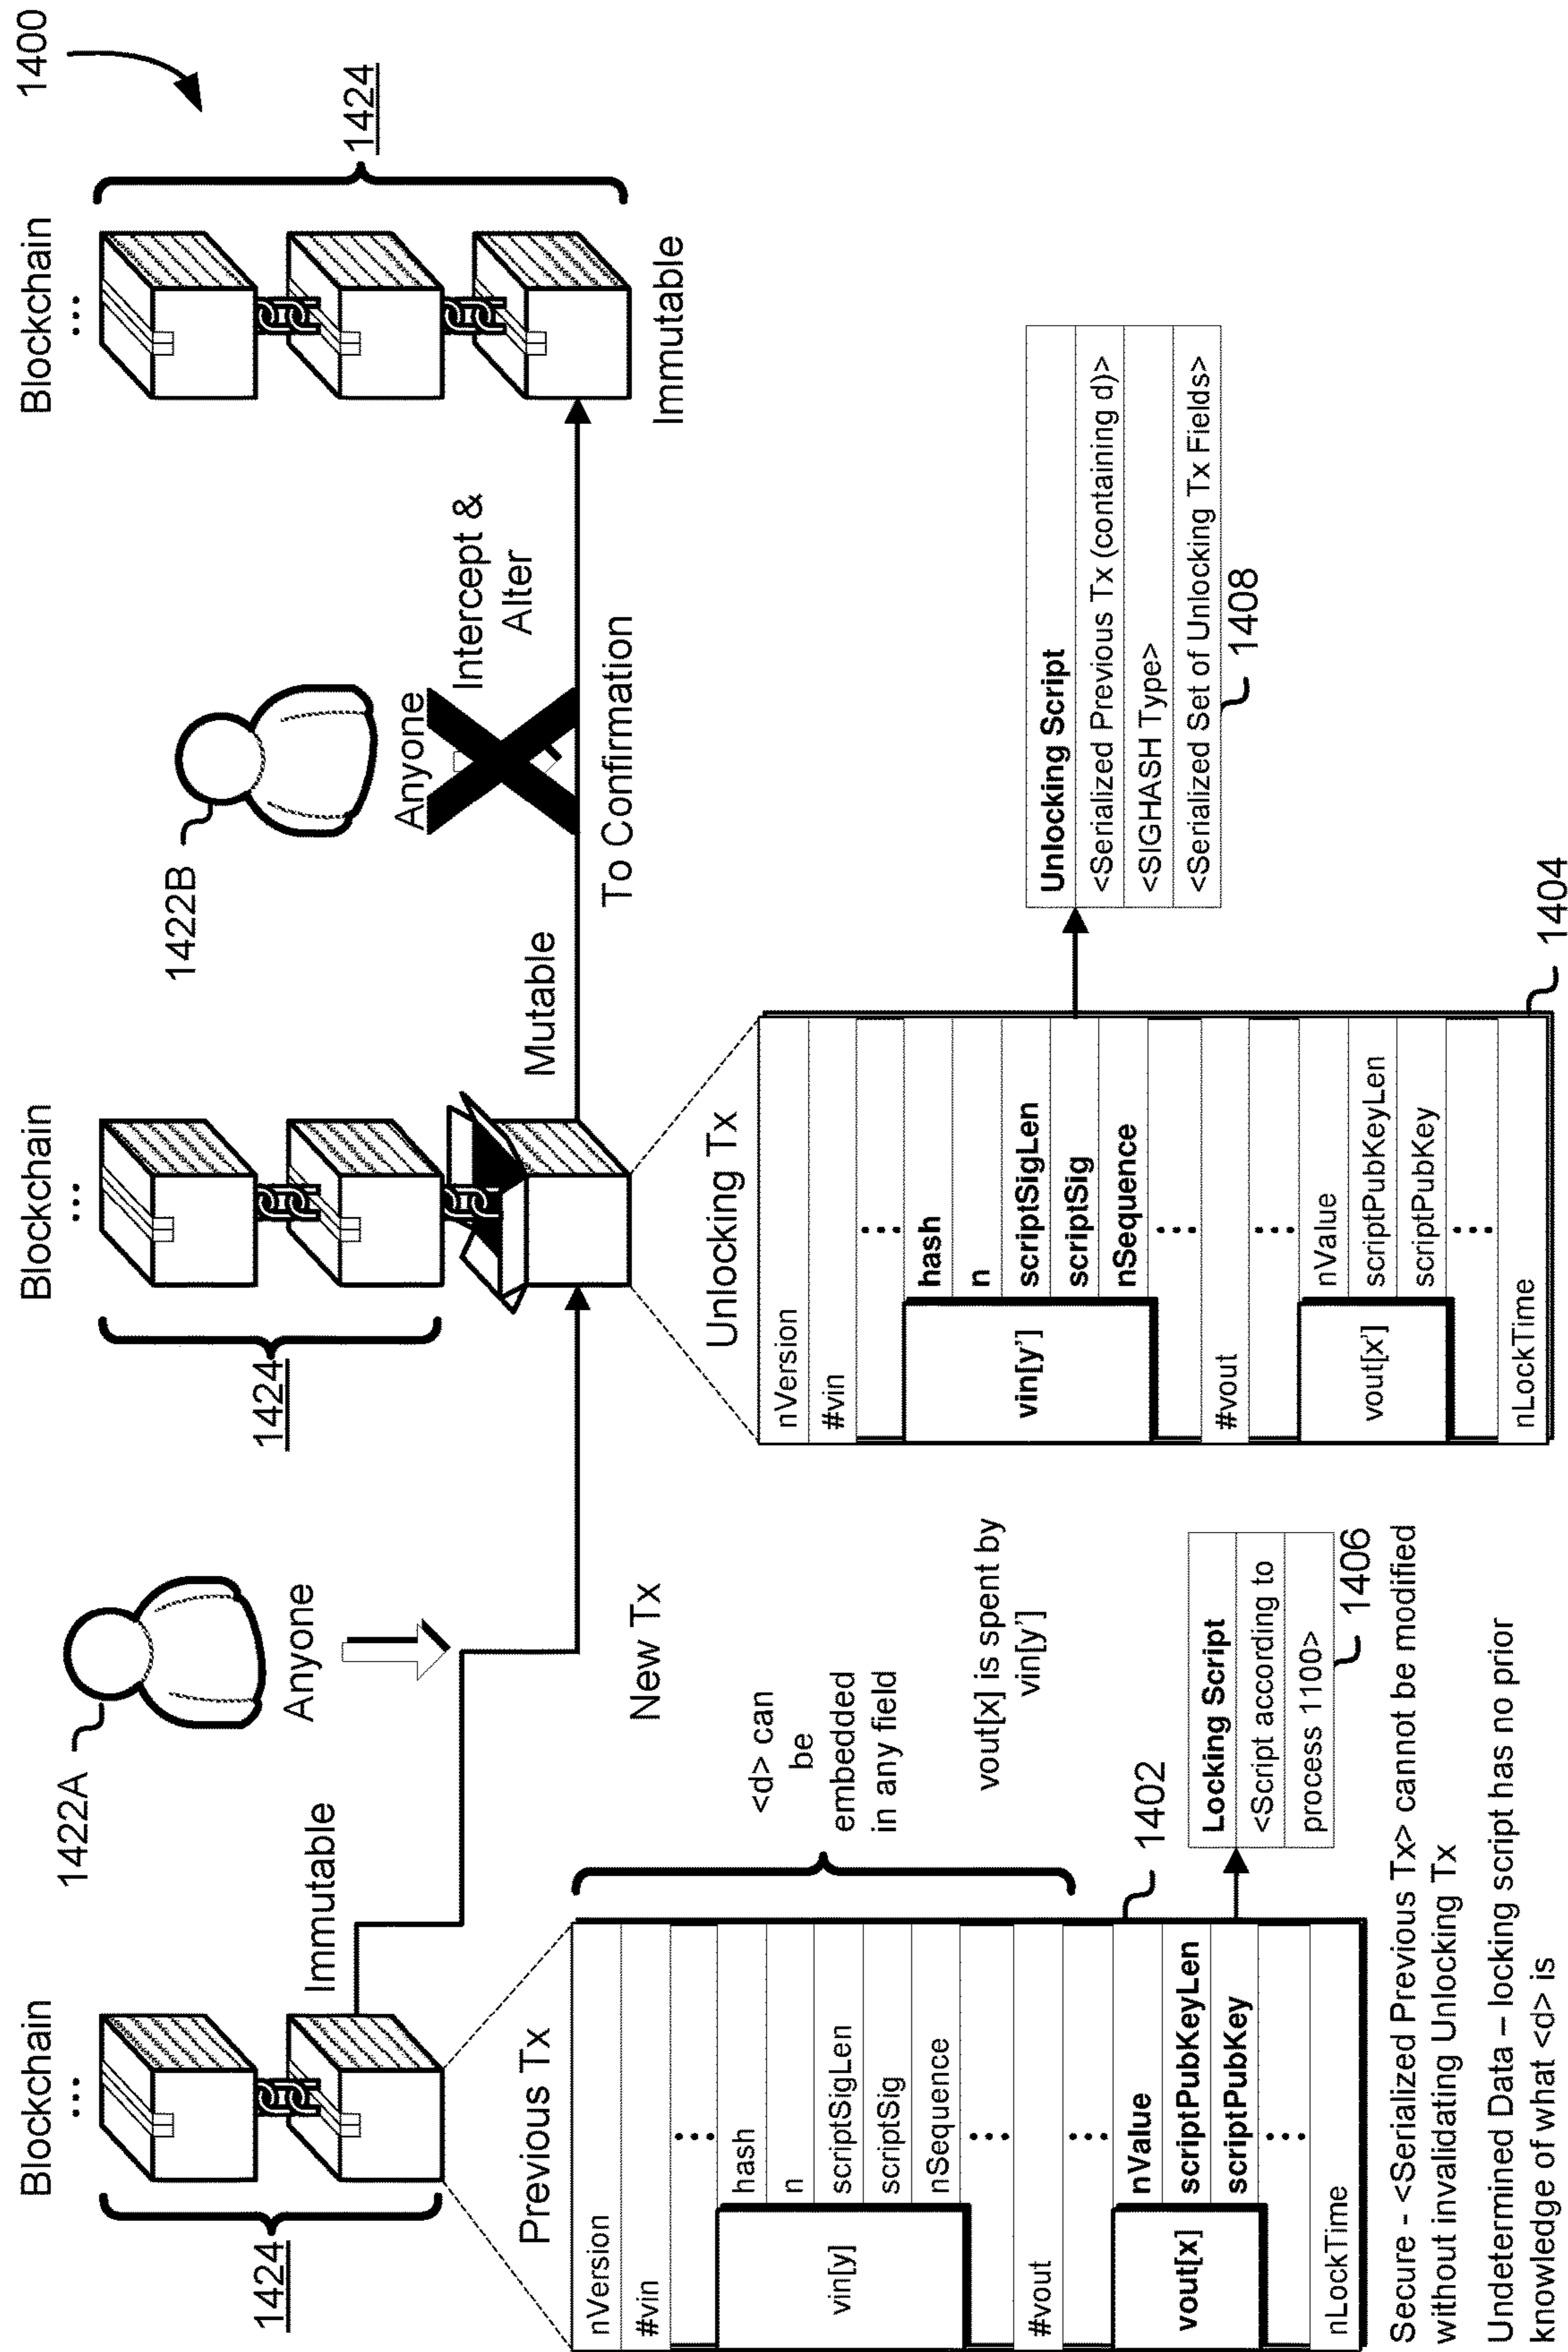 1400
Blockchain
...
1424
Immutable
1422A
Anyone
New Tx
Blockchain
...
1424
Mutable
1422B
Anyone
Intercept &
Alter
To Confirmation
Blockchain
...
1424
Immutable
Previous Tx
nVersion
#vin
...
vin[y]
hash
n
scriptSigLen
scriptSig
nSequence
...
#vout
...
vout[x]
nValue
scriptPubKeyLen
scriptPubKey
...
nLockTime
<d> can
be
embedded
in any field
vout[x] is spent by
vin[y']
1402
Locking Script
<Script according to
process 1100>
1406
Unlocking Tx
nVersion
#vin
...
vin[y']
hash
n
scriptSigLen
scriptSig
nSequence
...
#vout
...
vout[x']
nValue
scriptPubKeyLen
scriptPubKey
...
nLockTime
1404
Unlocking Script
<Serialized Previous Tx (containing d)>
<SIGHASH Type>
<Serialized Set of Unlocking Tx Fields>
1408
Secure - <Serialized Previous Tx> cannot be modified
without invalidating Unlocking Tx
Undetermined Data – locking script has no prior
knowledge of what <d> is